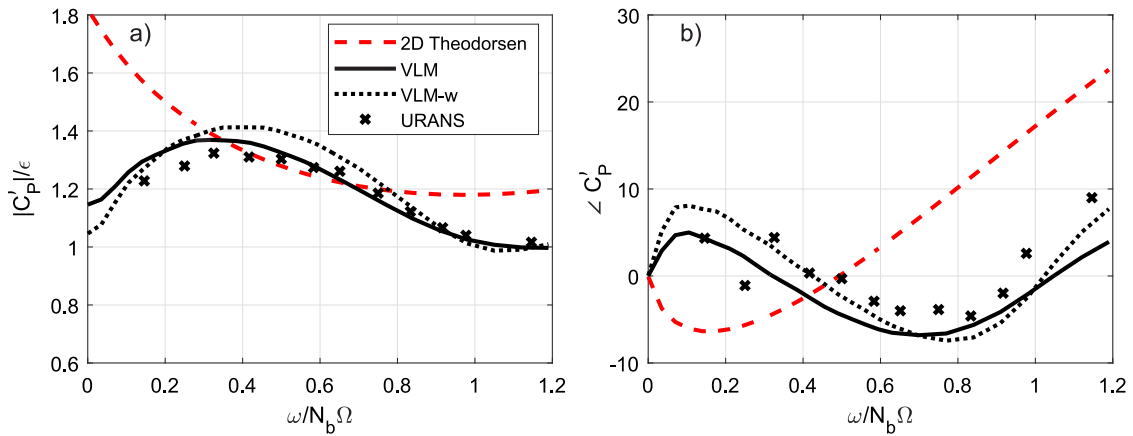 a)
2D Theodorsen
VLM
VLM-w
URANS
1.8
1.6
1.4
1.2
1
0.8
0.6
|C'P|/ϵ
0 0.2 0.4 0.6 0.8 1 1.2
ω/NbΩ
b)
30
20
10
0
-10
∠ C'P
0 0.2 0.4 0.6 0.8 1 1.2
ω/NbΩ